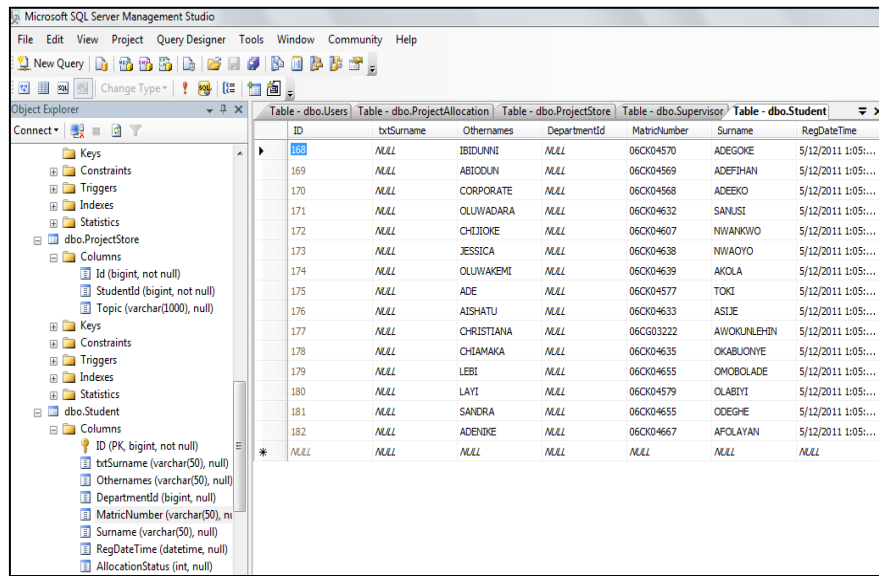 Microsoft SQL Server Management Studio
File Edit View Project Query Designer Tools Window Community Help
New Query
Change Type
Object Explorer
Connect
Keys
Constraints
Triggers
Indexes
Statistics
dbo.ProjectStore
Columns
Id (bigint, not null)
StudentId (bigint, not null)
Topic (varchar(1000), null)
Keys
Constraints
Triggers
Indexes
Statistics
dbo.Student
Columns
ID (PK, bigint, not null)
txtSurname (varchar(50), null)
Othernames (varchar(50), null)
DepartmentId (bigint, null)
MatricNumber (varchar(50), nu
Surname (varchar(50), null)
RegDateTime (datetime, null)
AllocationStatus (int, null)
Table - dbo.Users Table - dbo.ProjectAllocation Table - dbo.ProjectStore Table - dbo.Supervisor Table - dbo.Student
ID txtSurname Othernames DepartmentId MatricNumber Surname RegDateTime
168 NULL IBIDUNNI NULL 06CK04570 ADEGOKE 5/12/2011 1:05:...
169 NULL ABIODUN NULL 06CK04569 ADEFIHAN 5/12/2011 1:05:...
170 NULL CORPORATE NULL 06CK04568 ADEEKO 5/12/2011 1:05:...
171 NULL OLUWADARA NULL 06CK04632 SANUSI 5/12/2011 1:05:...
172 NULL CHIJIOKE NULL 06CK04607 NWANKWO 5/12/2011 1:05:...
173 NULL JESSICA NULL 06CK04638 NWAOYO 5/12/2011 1:05:...
174 NULL OLUWAKEMI NULL 06CK04639 AKOLA 5/12/2011 1:05:...
175 NULL ADE NULL 06CK04577 TOKI 5/12/2011 1:05:...
176 NULL AISHATU NULL 06CK04633 ASIJE 5/12/2011 1:05:...
177 NULL CHRISTIANA NULL 06CG03222 AWOKUNLEHIN 5/12/2011 1:05:...
178 NULL CHIAMAKA NULL 06CK04635 OKABUONYE 5/12/2011 1:05:...
179 NULL LEBI NULL 06CK04655 OMOBOLADE 5/12/2011 1:05:...
180 NULL LAYI NULL 06CK04579 OLABIYI 5/12/2011 1:05:...
181 NULL SANDRA NULL 06CK04655 ODEGHE 5/12/2011 1:05:...
182 NULL ADENIKE NULL 06CK04667 AFOLAYAN 5/12/2011 1:05:...
NULL NULL NULL NULL NULL NULL NULL